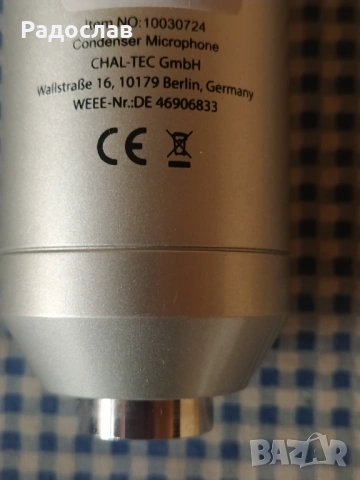 Радослав
Item NO:10030724
Condenser Microphone
CHAL-TEC GmbH
Wallstraße 16, 10179 Berlin, Germany
WEEE-Nr.:DE 46906833
CE
BAZAR